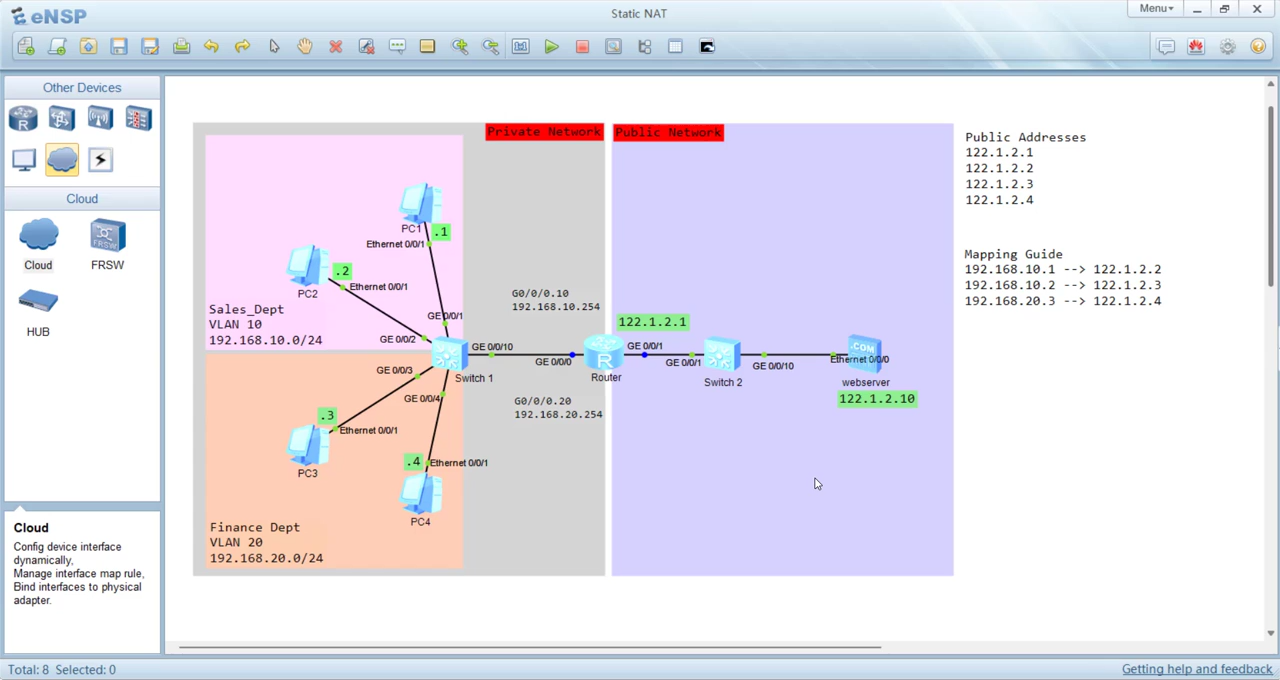 eNSP
Static NAT
Menu
Other Devices
Cloud
Cloud
FRSW
FRSW
HUB
Cloud
Config device interface
dynamically,
Manage interface map rule,
Bind interfaces to physical
adapter.
Private Network
Public Network
PC1
.1
Ethernet 0/0/1
PC2
.2
Ethernet 0/0/1
Sales_Dept
VLAN 10
192.168.10.0/24
GE 0/0/1
GE 0/0/2
GE 0/0/3
GE 0/0/4
GE 0/0/10
Switch 1
G0/0/0.10
192.168.10.254
G0/0/0.20
192.168.20.254
GE 0/0/0
R
Router
122.1.2.1
GE 0/0/1
GE 0/0/1
Switch 2
GE 0/0/10
.COM
Ethernet 0/0/0
webserver
122.1.2.10
.3
Ethernet 0/0/1
PC3
.4
Ethernet 0/0/1
PC4
Finance Dept
VLAN 20
192.168.20.0/24
Public Addresses
122.1.2.1
122.1.2.2
122.1.2.3
122.1.2.4
Mapping Guide
192.168.10.1 --> 122.1.2.2
192.168.10.2 --> 122.1.2.3
192.168.20.3 --> 122.1.2.4
Total: 8 Selected: 0
Getting help and feedback